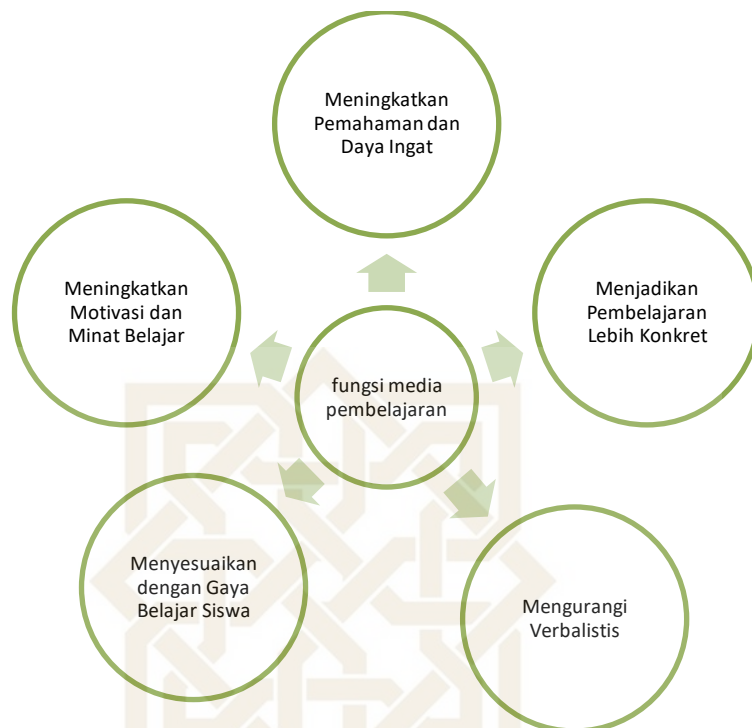 Meningkatkan
Pemahaman dan
Daya Ingat
Meningkatkan
Motivasi dan
Minat Belajar
Menjadikan
Pembelajaran
Lebih Konkret
fungsi media
pembelajaran
Menyesuaikan
dengan Gaya
Belajar Siswa
Mengurangi
Verbalistis